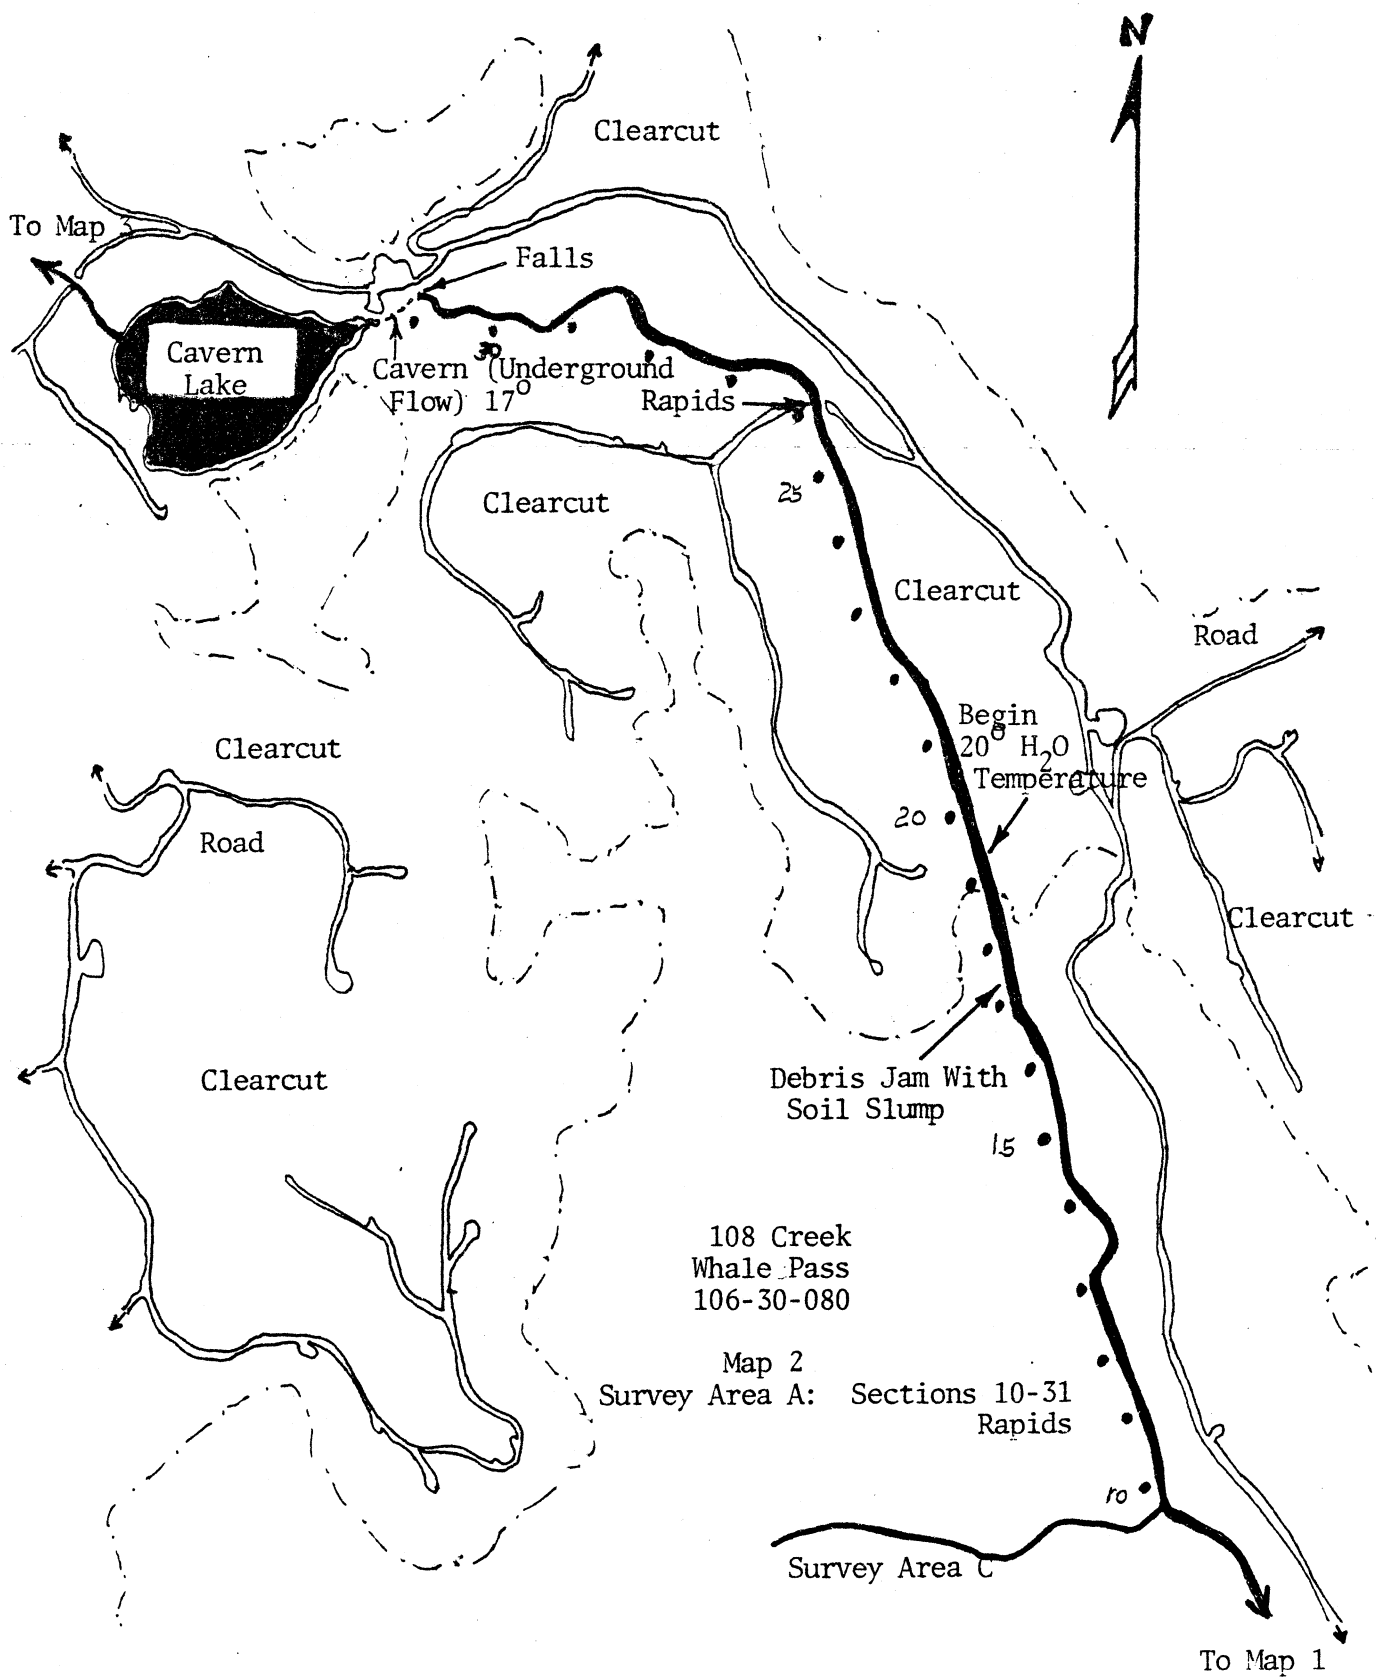 N
Clearcut
To Map 3
Falls
Cavern
Lake
30
Cavern (Underground
Flow) 17°
Rapids
25
Clearcut
Clearcut
Road
Begin
20° H2O
Temperature
Clearcut
20
Road
Clearcut
Debris Jam With
Soil Slump
Clearcut
15
108 Creek
Whale Pass
106-30-080
Map 2
Survey Area A: Sections 10-31
Rapids
10
Survey Area C
To Map 1